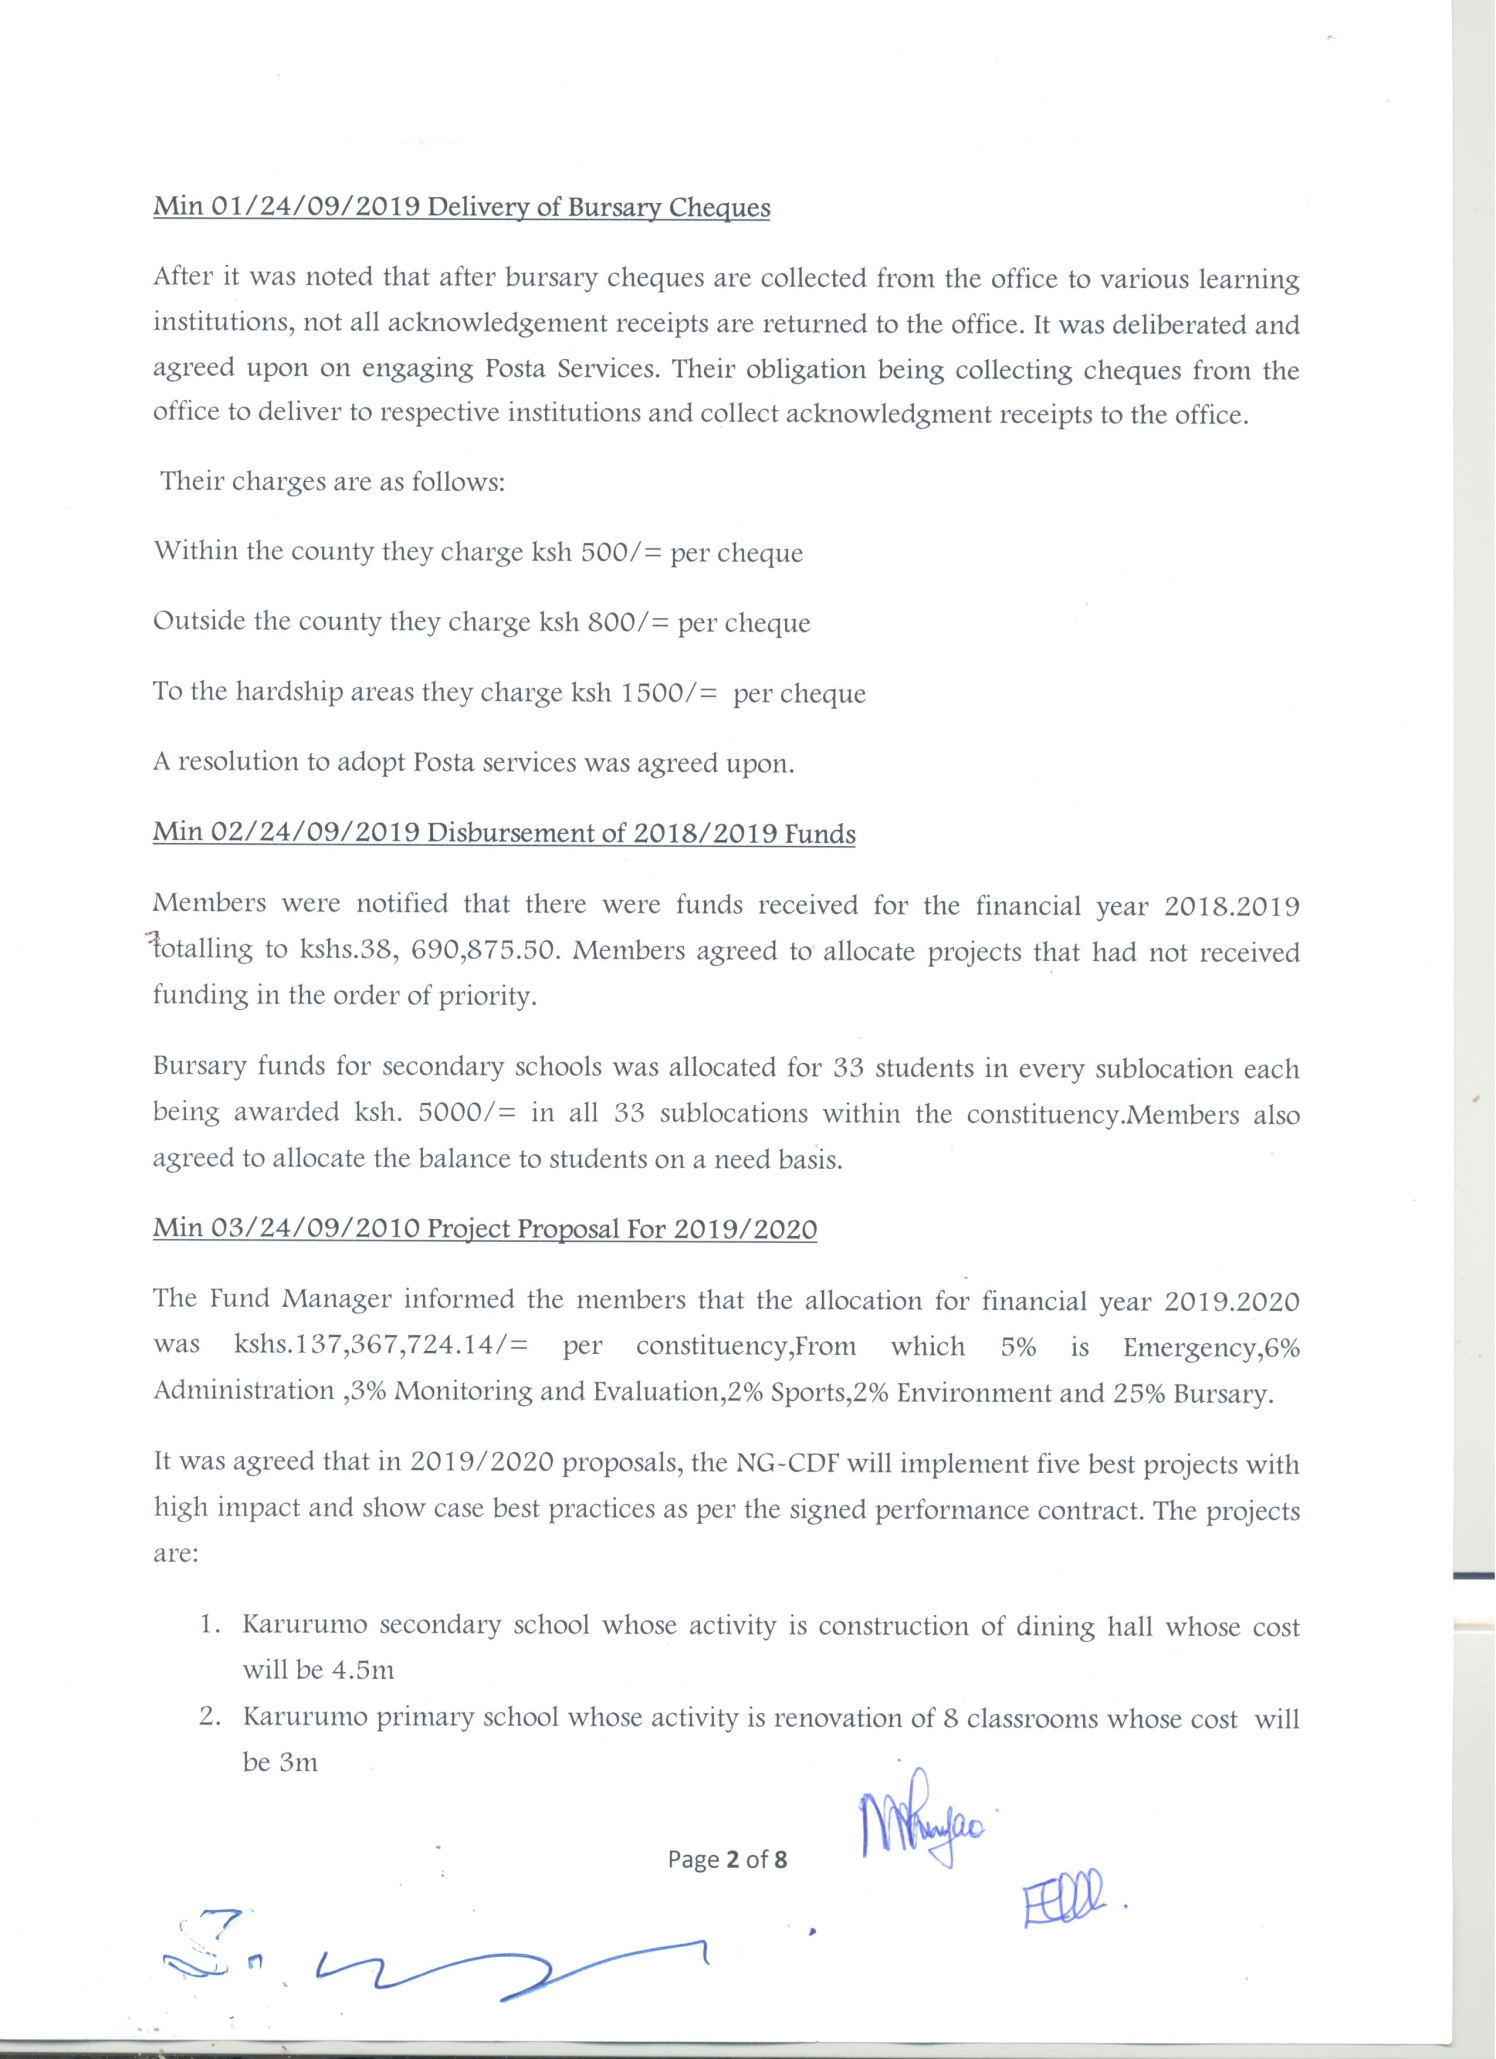 Min 01/24/09/2019 Delivery of Bursary Cheques
After it was noted that after bursary cheques are collected from the office to various learning
institutions, not all acknowledgement receipts are returned to the office. It was deliberated and
agreed upon on engaging Posta Services. Their obligation being collecting cheques from the
office to deliver to respective institutions and collect acknowledgment receipts to the office.
Their charges are as follows:
Within the county they charge ksh 500/= per cheque
Outside the county they charge ksh 800/= per cheque
To the hardship areas they charge ksh 1500/= per cheque
A resolution to adopt Posta services was agreed upon.
Min 02/24/09/2019 Disbursement of 2018/2019 Funds
Members were notified that there were funds received for the financial year 2018.2019
totalling to kshs.38, 690,875.50. Members agreed to allocate projects that had not received
funding in the order of priority.
Bursary funds for secondary schools was allocated for 33 students in every sublocation each
being awarded ksh. 5000/= in all 33 sublocations within the constituency.Members also
agreed to allocate the balance to students on a need basis.
Min 03/24/09/2010 Project Proposal For 2019/2020
The Fund Manager informed the members that the allocation for financial year 2019.2020
was kshs.137,367,724.14/= per constituency,From which 5% is Emergency,6%
Administration ,3% Monitoring and Evaluation,2% Sports,2% Environment and 25% Bursary.
It was agreed that in 2019/2020 proposals, the NG-CDF will implement five best projects with
high impact and show case best practices as per the signed performance contract. The projects
are:
1. Karurumo secondary school whose activity is construction of dining hall whose cost
will be 4.5m
2. Karurumo primary school whose activity is renovation of 8 classrooms whose cost will
be 3m
Page 2 of 8